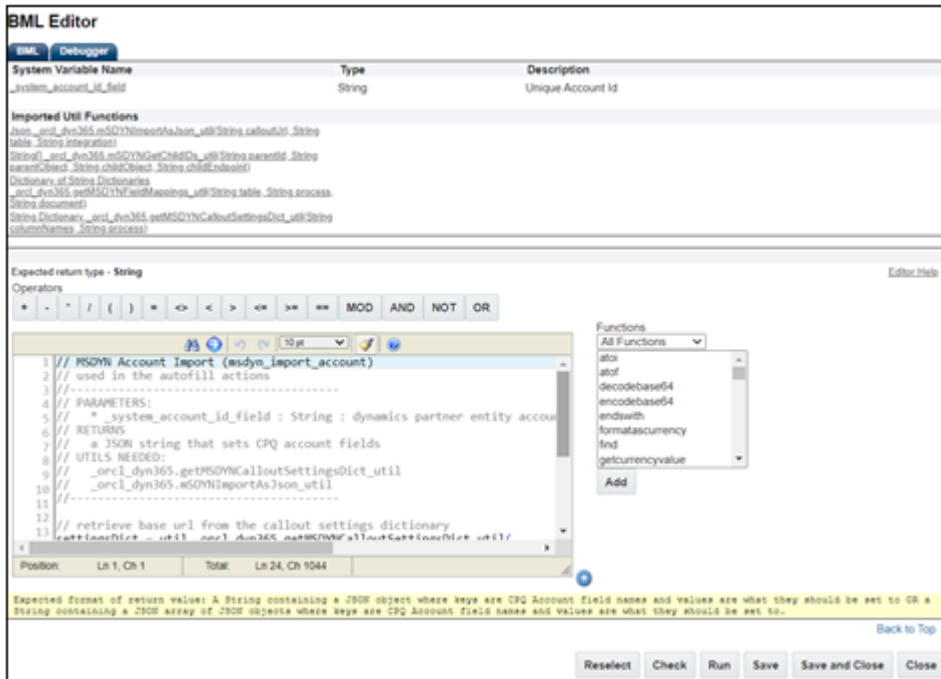 BML Editor
BML Debugger
System Variable Name Type Description
_system_account_id_field String Unique Account Id
Imported Util Functions
Json _orcl_dyn365.mSDYNImportAsJson_util(String calloutUrl, String
table, String integration)
String[] _orcl_dyn365.mSDYNGetChildIDs_util(String parentId, String
parentObject, String childObject, String childEndpoint)
Dictionary of String Dictionaries
_orcl_dyn365.getMSDYNFieldMappings_util(String table, String process,
String document)
String Dictionary _orcl_dyn365.getMSDYNCalloutSettingsDict_util(String
columnNames, String process)
Expected return type - String Editor Help
Operators
+ - * / ( ) = <> < > <= >= == MOD AND NOT OR
Functions
All Functions
10 pt
1 // MSDYN Account Import (msdyn_import_account)
2 // used in the autofill actions
3 //----------------------------------------
4 // PARAMETERS:
5 // * _system_account_id_field : String : dynamics partner entity accou
6 // RETURNS
7 // a JSON string that sets CPQ account fields
8 // UTILS NEEDED:
9 // _orcl_dyn365.getMSDYNCalloutSettingsDict_util
10 // _orcl_dyn365.mSDYNImportAsJson_util
11 //----------------------------------------
12
13 // retrieve base url from the callout settings dictionary
settingsDict = util._orcl_dyn365.getMSDYNCalloutSettingsDict_util(
atoi
atof
decodebase64
encodebase64
endswith
formatascurrency
find
getcurrencyvalue
Add
Position: Ln 1, Ch 1 Total: Ln 24, Ch 1044
Expected format of return value: A String containing a JSON object where keys are CPQ Account field names and values are what they should be set to OR a
String containing a JSON array of JSON objects where keys are CPQ Account field names and values are what they should be set to.
Back to Top
Reselect Check Run Save Save and Close Close